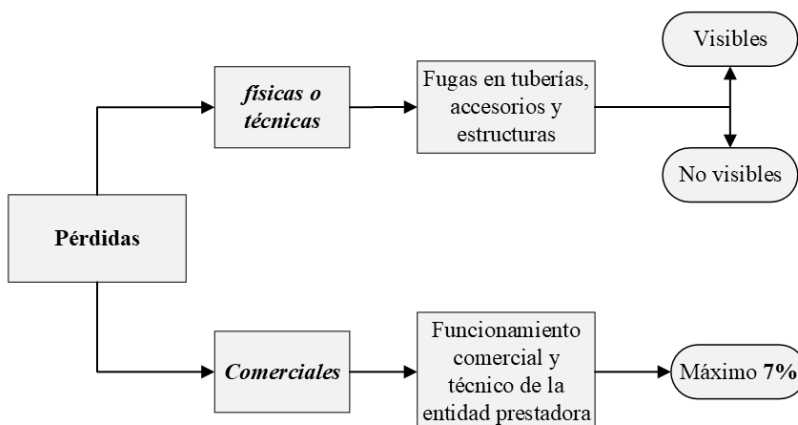 Pérdidas
físicas o
técnicas
Fugas en tuberías,
accesorios y
estructuras
Visibles
No visibles
Comerciales
Funcionamiento
comercial y
técnico de la
entidad prestadora
Máximo 7%